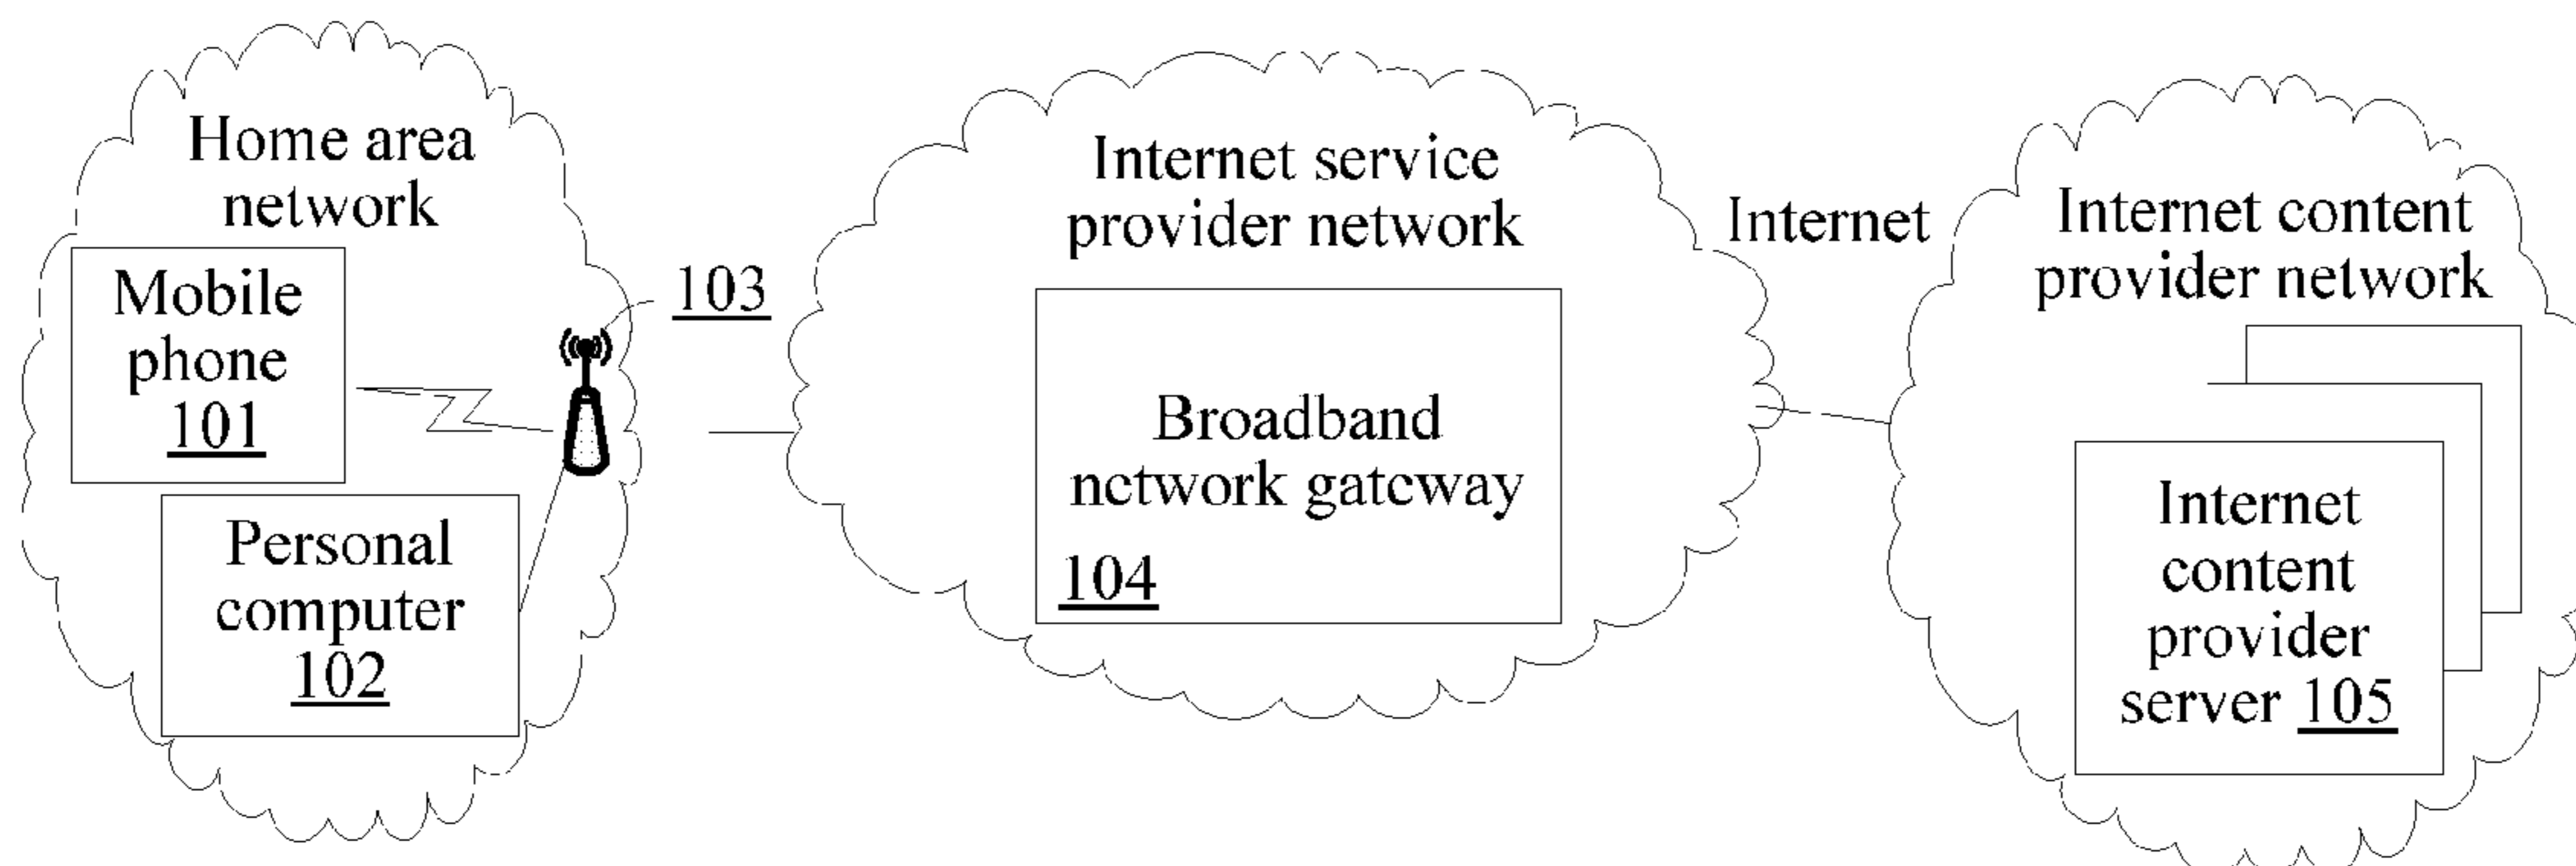 Home area
network
Mobile
phone
101
103
Personal
computer
102
Internet service
provider network
Broadband
network gateway
104
Internet
Internet content
provider network
Internet
content
provider
server 105